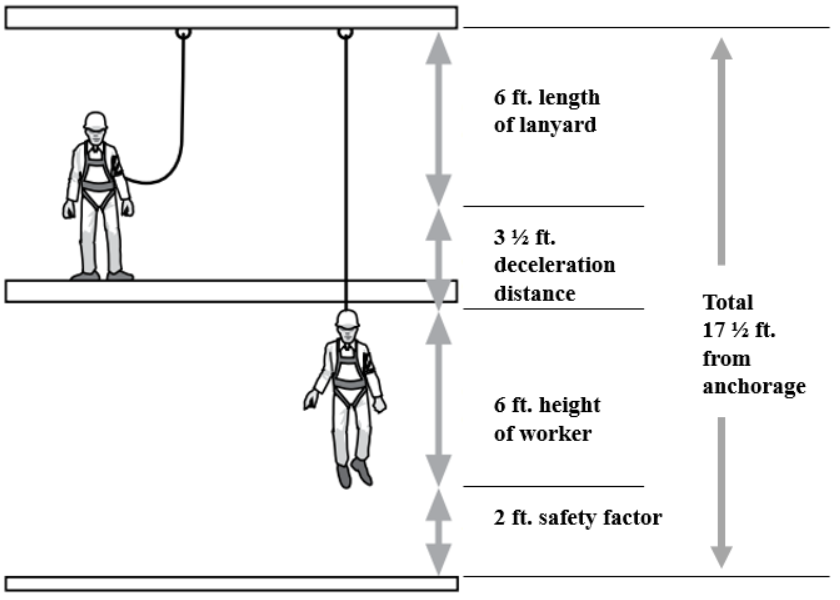 6 ft. length
of lanyard
3 ½ ft.
deceleration
distance
Total
17 ½ ft.
from
anchorage
6 ft. height
of worker
2 ft. safety factor